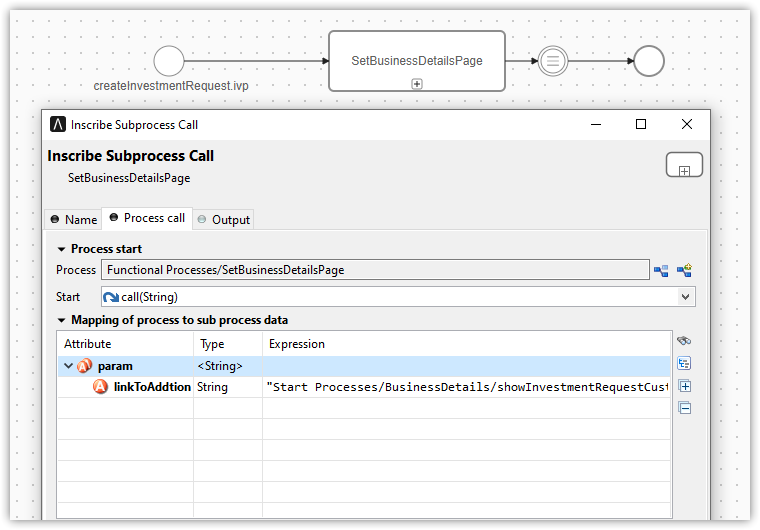 SetBusinessDetailsPage
createInvestmentRequest.ivp
Inscribe Subprocess Call
Inscribe Subprocess Call
SetBusinessDetailsPage
Name Process call Output
Process start
Process Functional Processes/SetBusinessDetailsPage
Start call(String)
Mapping of process to sub process data
Attribute Type Expression
param <String>
linkToAddtion String "Start Processes/BusinessDetails/showInvestmentRequestCust